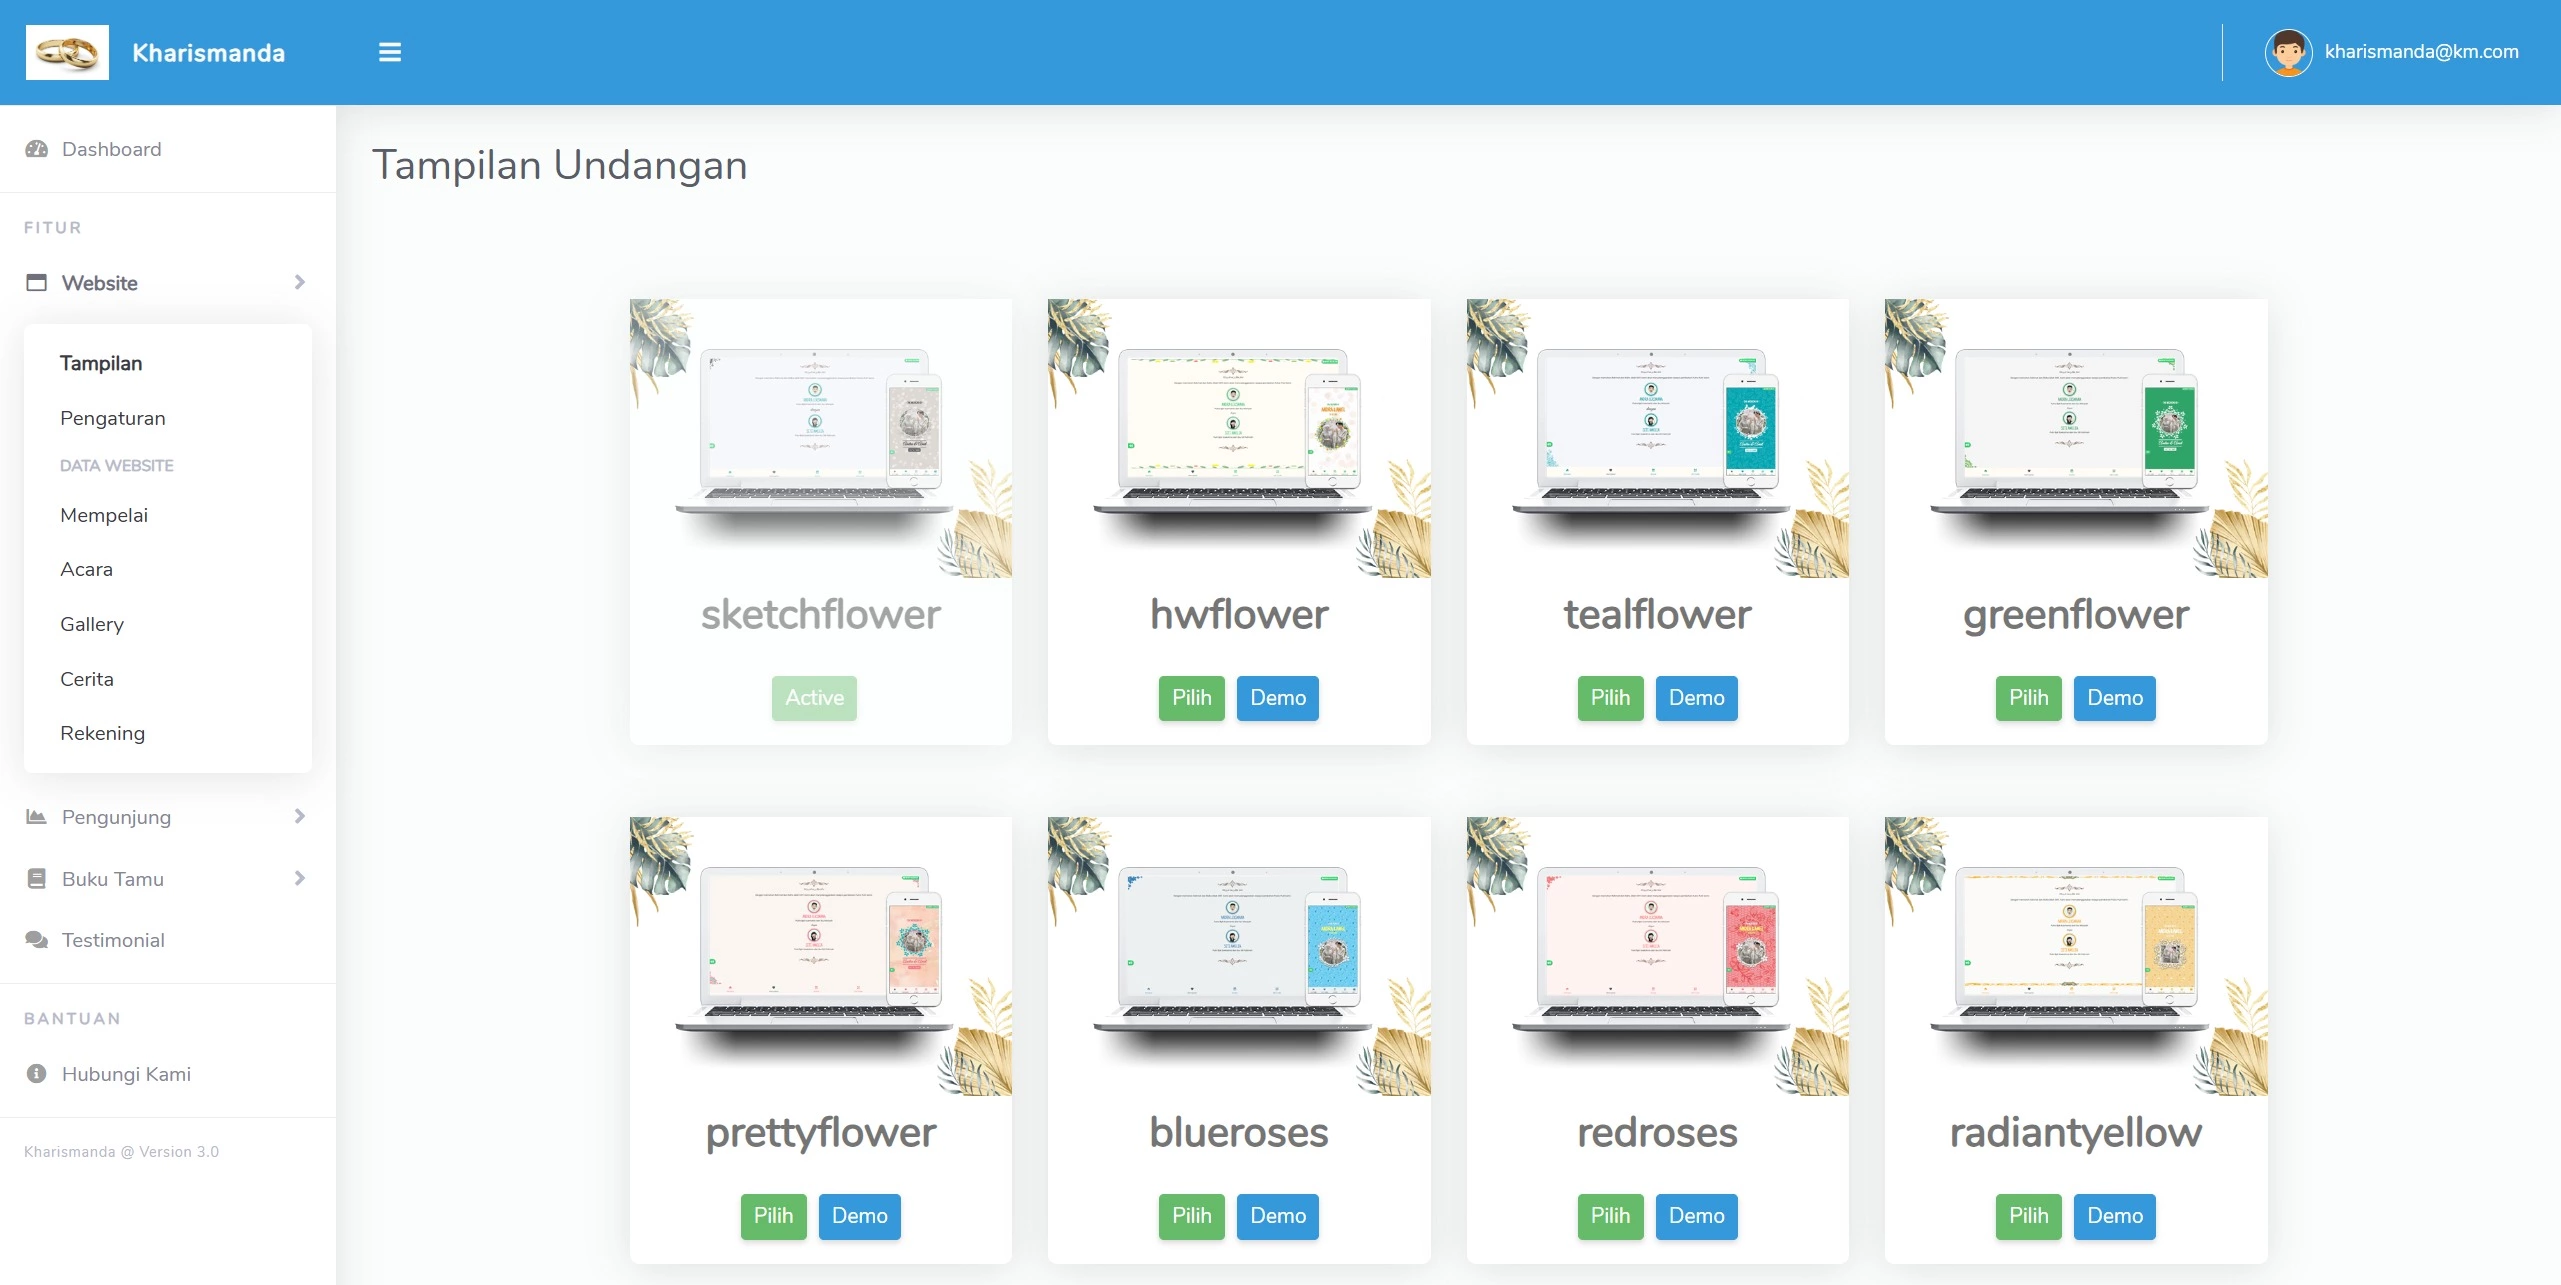 Kharismanda
kharismanda@km.com
Dashboard
FITUR
Website
Tampilan
Pengaturan
DATA WEBSITE
Mempelai
Acara
Gallery
Cerita
Rekening
Pengunjung
Buku Tamu
Testimonial
BANTUAN
Hubungi Kami
Kharismanda @ Version 3.0
Tampilan Undangan
sketchflower
Active
hwflower
Pilih Demo
tealflower
Pilih Demo
greenflower
Pilih Demo
prettyflower
Pilih Demo
blueroses
Pilih Demo
redroses
Pilih Demo
radiantyellow
Pilih Demo